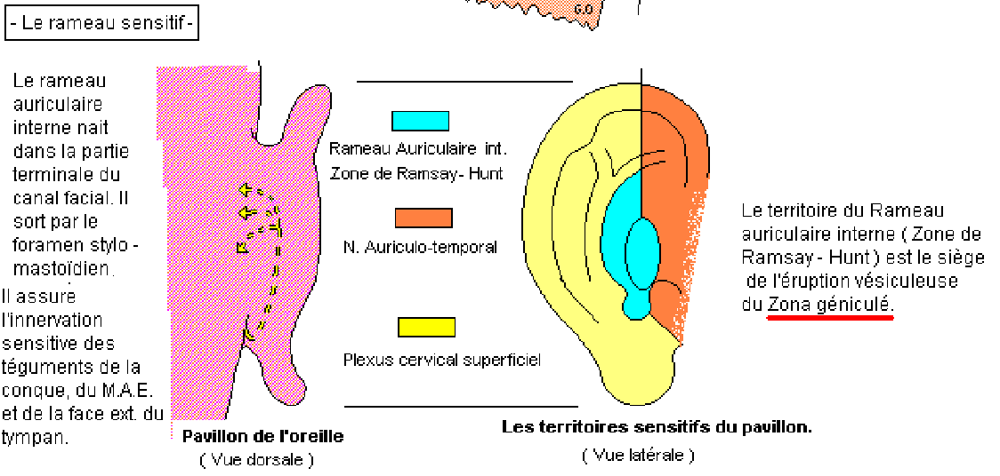 G.O
- Le rameau sensitif -
Le rameau
auriculaire
interne nait
dans la partie
terminale du
canal facial. Il
sort par le
foramen stylo -
mastoïdien.
Il assure
l'innervation
sensitive des
téguments de la
conque, du M.A.E.
et de la face ext. du
tympan.
Pavillon de l'oreille
( Vue dorsale )
Rameau Auriculaire int.
Zone de Ramsay- Hunt
N. Auriculo-temporal
Plexus cervical superficiel
Les territoires sensitifs du pavillon.
( Vue latérale )
Le territoire du Rameau
auriculaire interne ( Zone de
Ramsay - Hunt ) est le siège
de l'éruption vésiculeuse
du Zona géniculé.